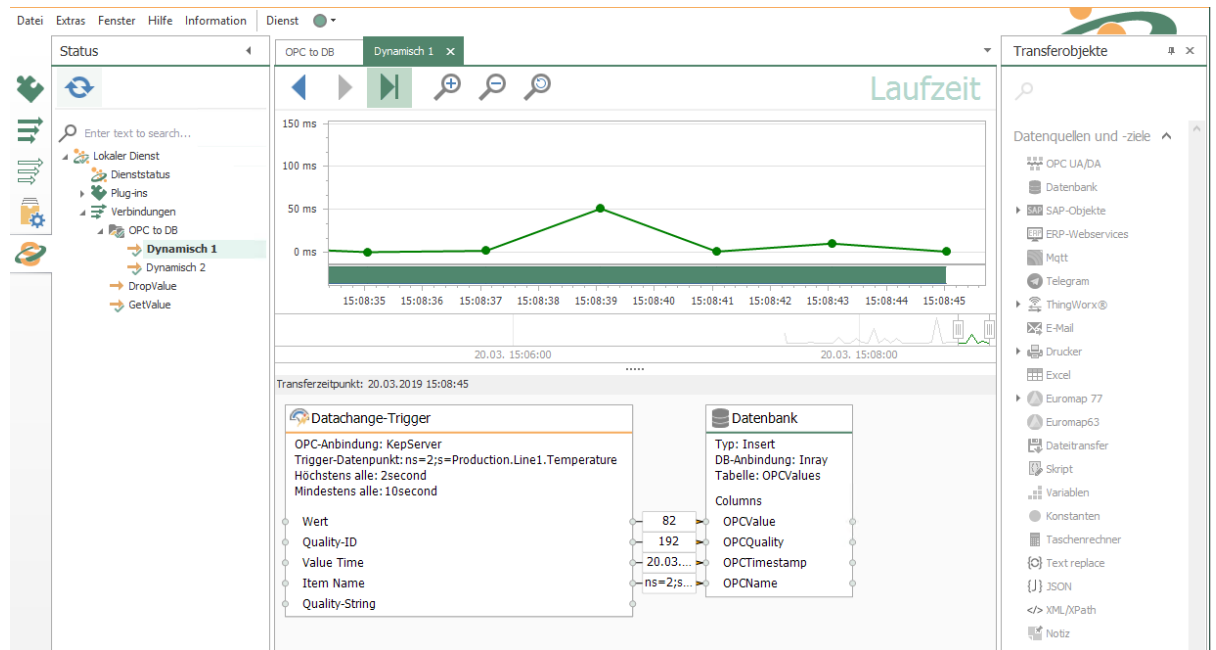 Datei Extras Fenster Hilfe Information Dienst
Status
OPC to DB
Dynamisch 1
Transferobjekte
Laufzeit
Enter text to search...
Lokaler Dienst
Dienststatus
Plug-ins
Verbindungen
OPC to DB
Dynamisch 1
Dynamisch 2
DropValue
GetValue
150 ms
100 ms
50 ms
0 ms
15:08:35 15:08:36 15:08:37 15:08:38 15:08:39 15:08:40 15:08:41 15:08:42 15:08:43 15:08:44 15:08:45
20.03. 15:06:00 20.03. 15:08:00
Transferzeitpunkt: 20.03.2019 15:08:45
Datachange-Trigger
OPC-Anbindung: KepServer
Trigger-Datenpunkt: ns=2;s=Production.Line1.Temperature
Höchstens alle: 2second
Mindestens alle: 10second
Wert
Quality-ID
Value Time
Item Name
Quality-String
82
192
20.03....
ns=2;s...
Datenbank
Typ: Insert
DB-Anbindung: Inray
Tabelle: OPCValues
Columns
OPCValue
OPCQuality
OPCTimestamp
OPCName
Datenquellen und -ziele
OPC UA/DA
Datenbank
SAP SAP-Objekte
ERP ERP-Webservices
Mqtt
Telegram
ThingWorx®
E-Mail
Drucker
Excel
Euromap 77
Euromap63
Dateitransfer
Skript
Variablen
Konstanten
Taschenrechner
Text replace
JSON
XML/XPath
Notiz